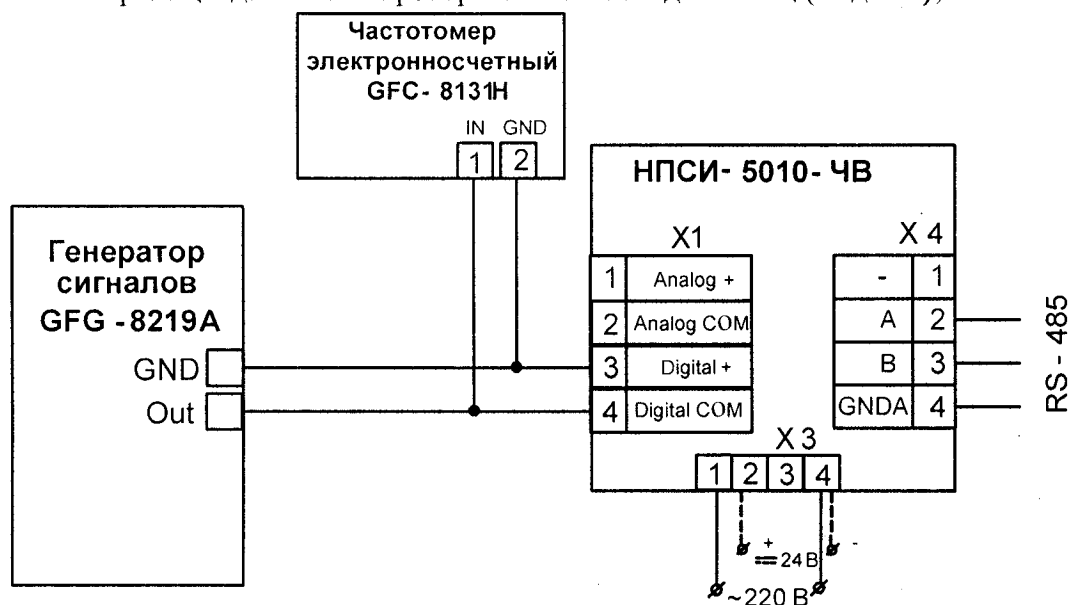 Частотомер
электронносчетный
GFC- 8131Н
IN GND
1 2
Генератор
сигналов
GFG -8219A
GND
Out
НПСИ- 5010- ЧВ
X1
1 Analog +
2 Analog COM
3 Digital +
4 Digital COM
X 4
- 1
A 2
B 3
GNDA 4
RS - 485
X 3
1 2 3 4
+ 24 В -
~220 В